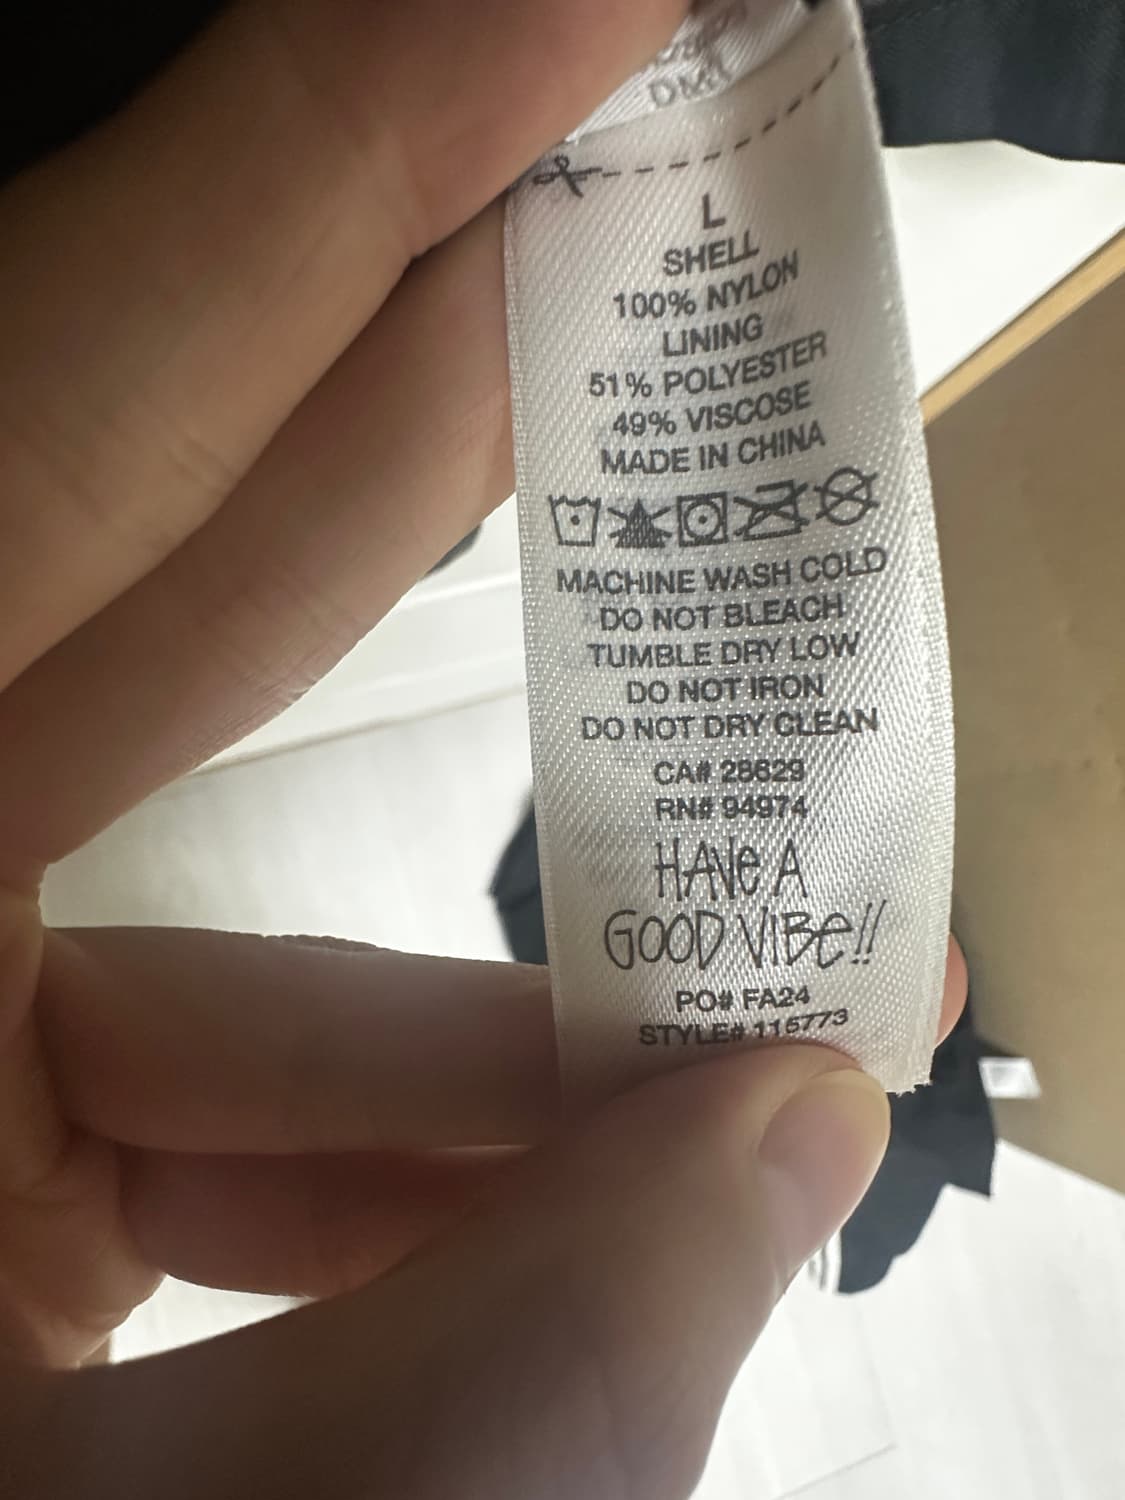 L
SHELL
100% NYLON
LINING
51% POLYESTER
49% VISCOSE
MADE IN CHINA
MACHINE WASH COLD
DO NOT BLEACH
TUMBLE DRY LOW
DO NOT IRON
DO NOT DRY CLEAN
CA# 28629
RN# 94974
HAVe A
GOOD VIBe!!
PO# FA24
STYLE# 115773